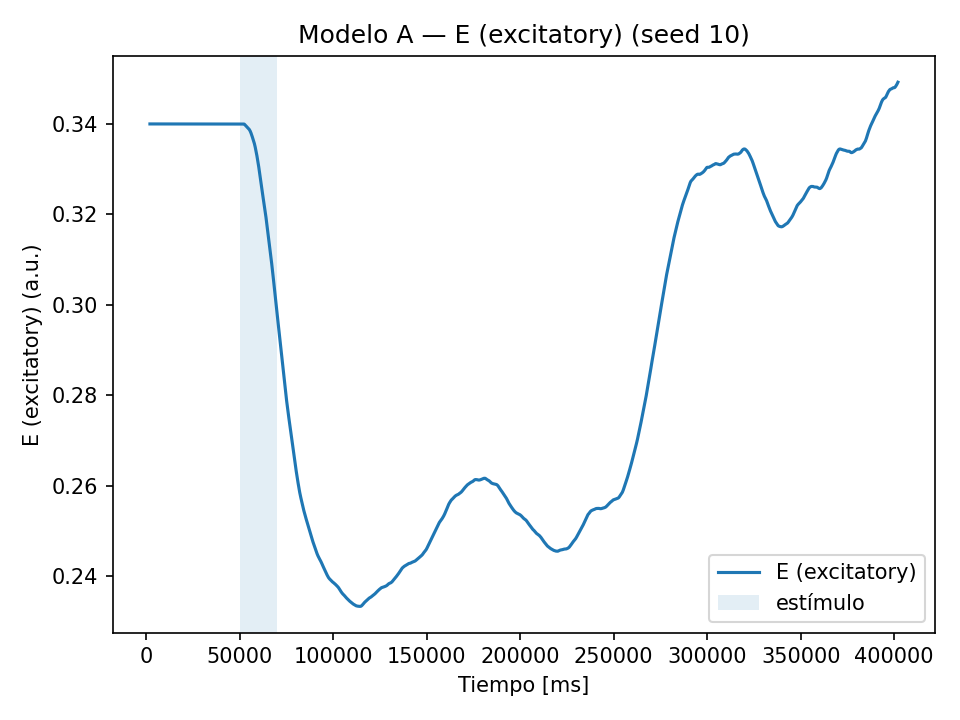 Modelo A — E (excitatory) (seed 10)
E (excitatory) (a.u.)
0.34
0.32
0.30
0.28
0.26
0.24
0 50000 100000 150000 200000 250000 300000 350000 400000
Tiempo [ms]
E (excitatory)
estímulo